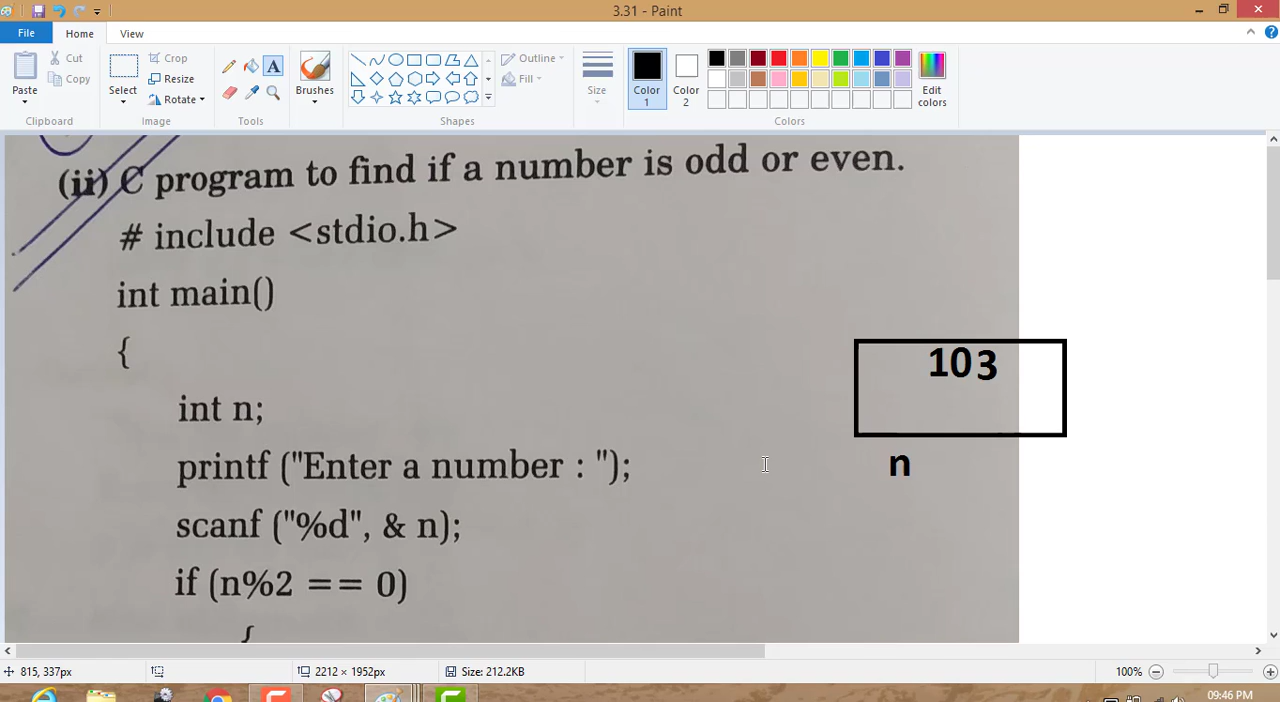 3.31 - Paint
File Home View
Paste
Cut
Copy
Clipboard
Select
Crop
Resize
Rotate
Image
A
Tools
Brushes
Shapes
Outline
Fill
Size
Color 1
Color 2
Edit colors
Colors
(ii) C program to find if a number is odd or even.
# include <stdio.h>
int main()
{
int n;
printf ("Enter a number : ");
scanf ("%d", & n);
if (n%2 == 0)
{
103
n
815, 337px
2212 × 1952px
Size: 212.2KB
100%
09:46 PM